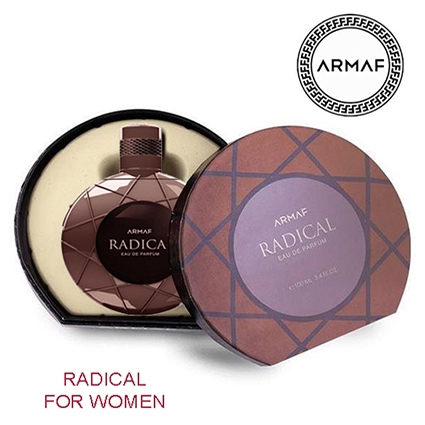 ARMAF
ARMAF
RADICA
EAU DE PARFUM
ARMAF
RADICAL
EAU DE PARFUM
RADICAL
FOR WOMEN